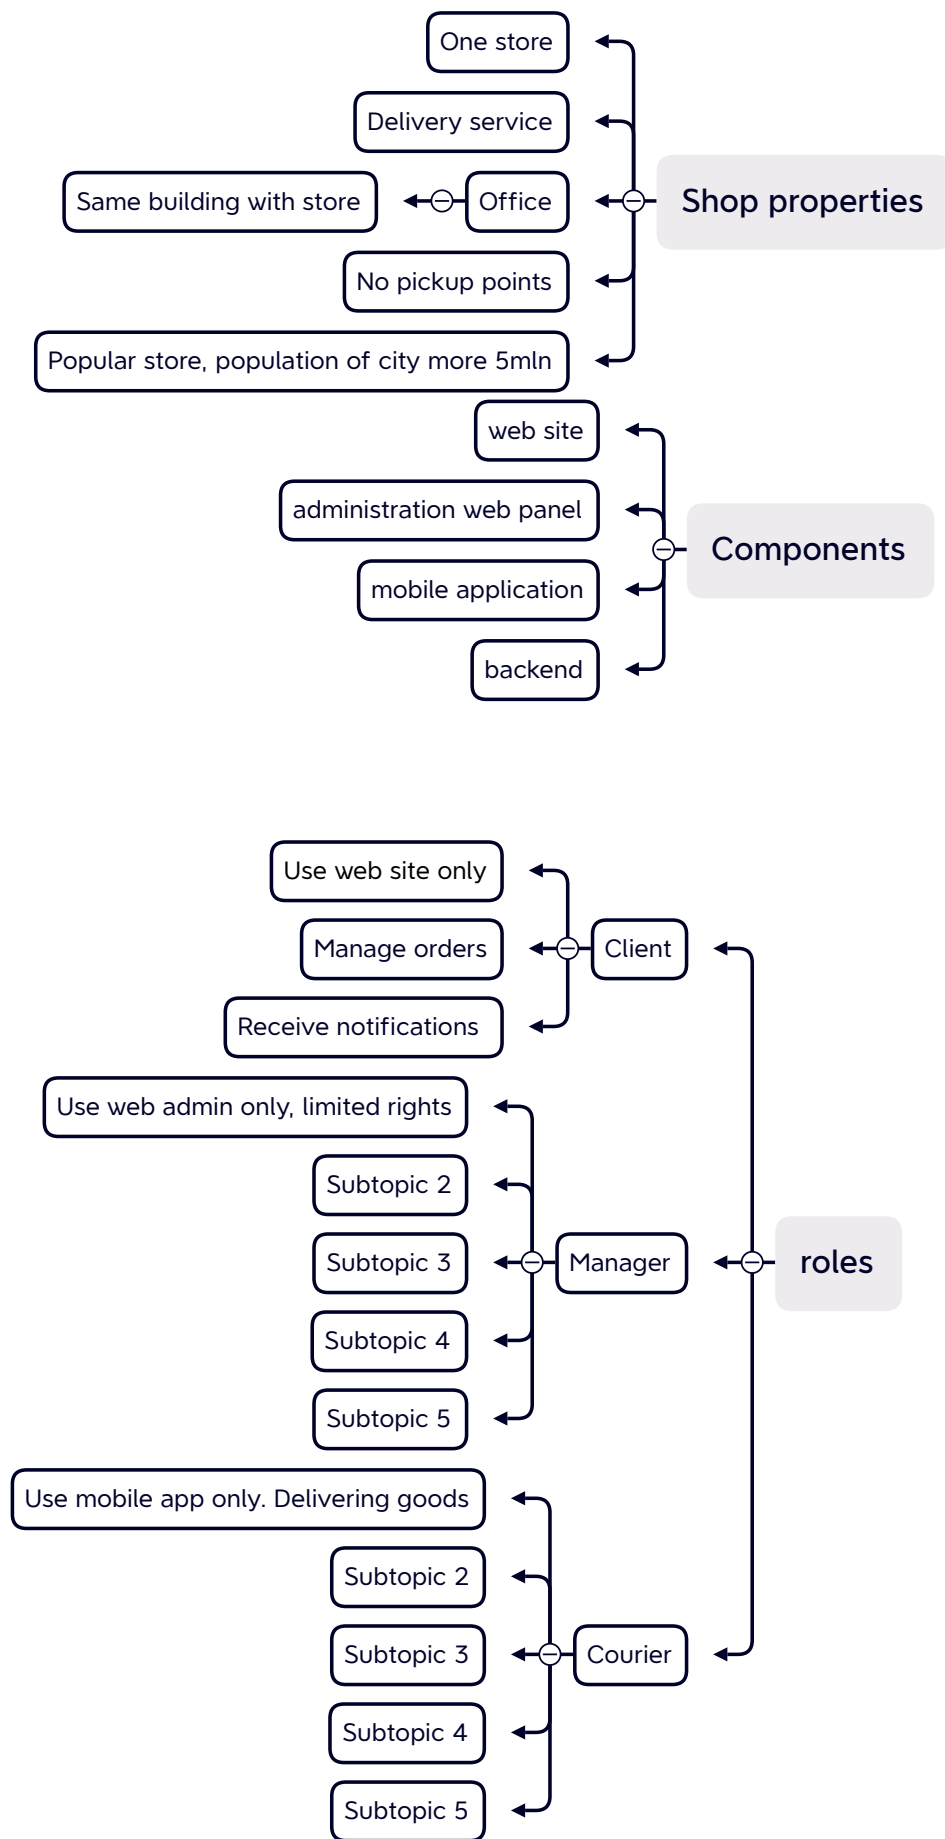 One store
Delivery service
Same building with store
Office
Shop properties
No pickup points
Popular store, population of city more 5mln
web site
administration web panel
Components
mobile application
backend
Use web site only
Manage orders
Client
Receive notifications
Use web admin only, limited rights
Subtopic 2
Subtopic 3
Manager
roles
Subtopic 4
Subtopic 5
Use mobile app only. Delivering goods
Subtopic 2
Subtopic 3
Courier
Subtopic 4
Subtopic 5